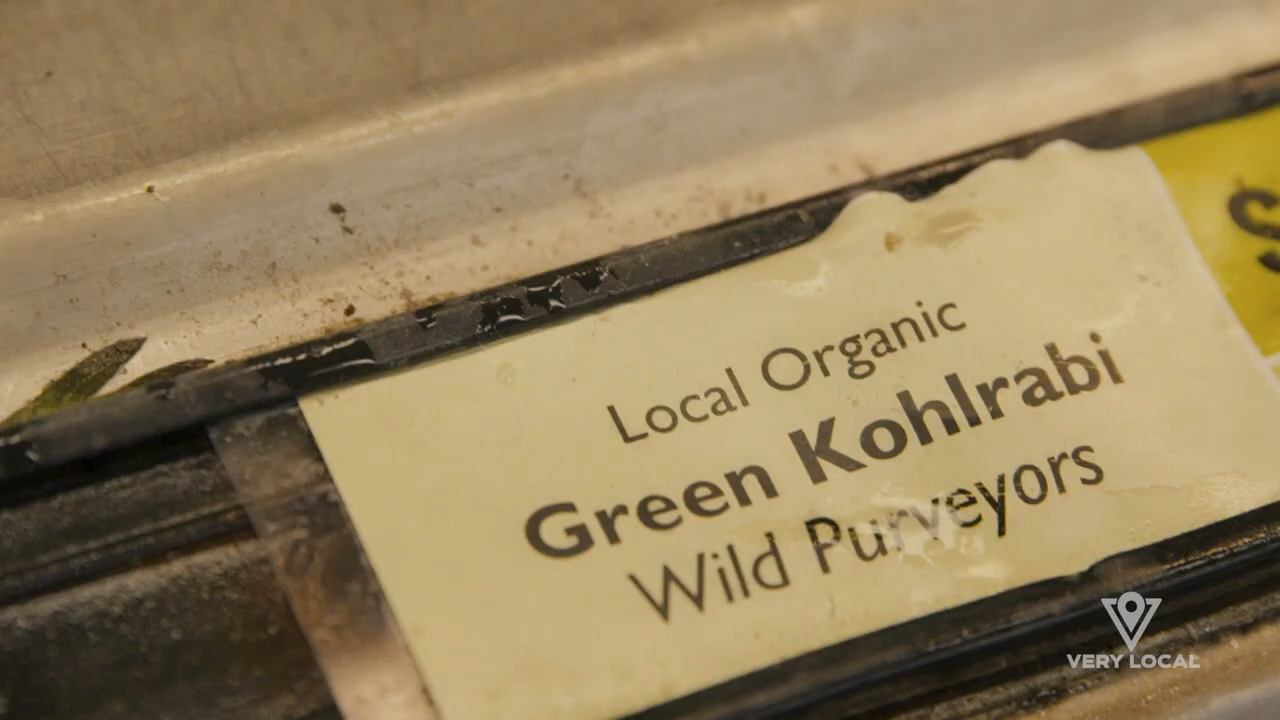 Local Organic
Green Kohlrabi
Wild Purveyors
VERY LOCAL